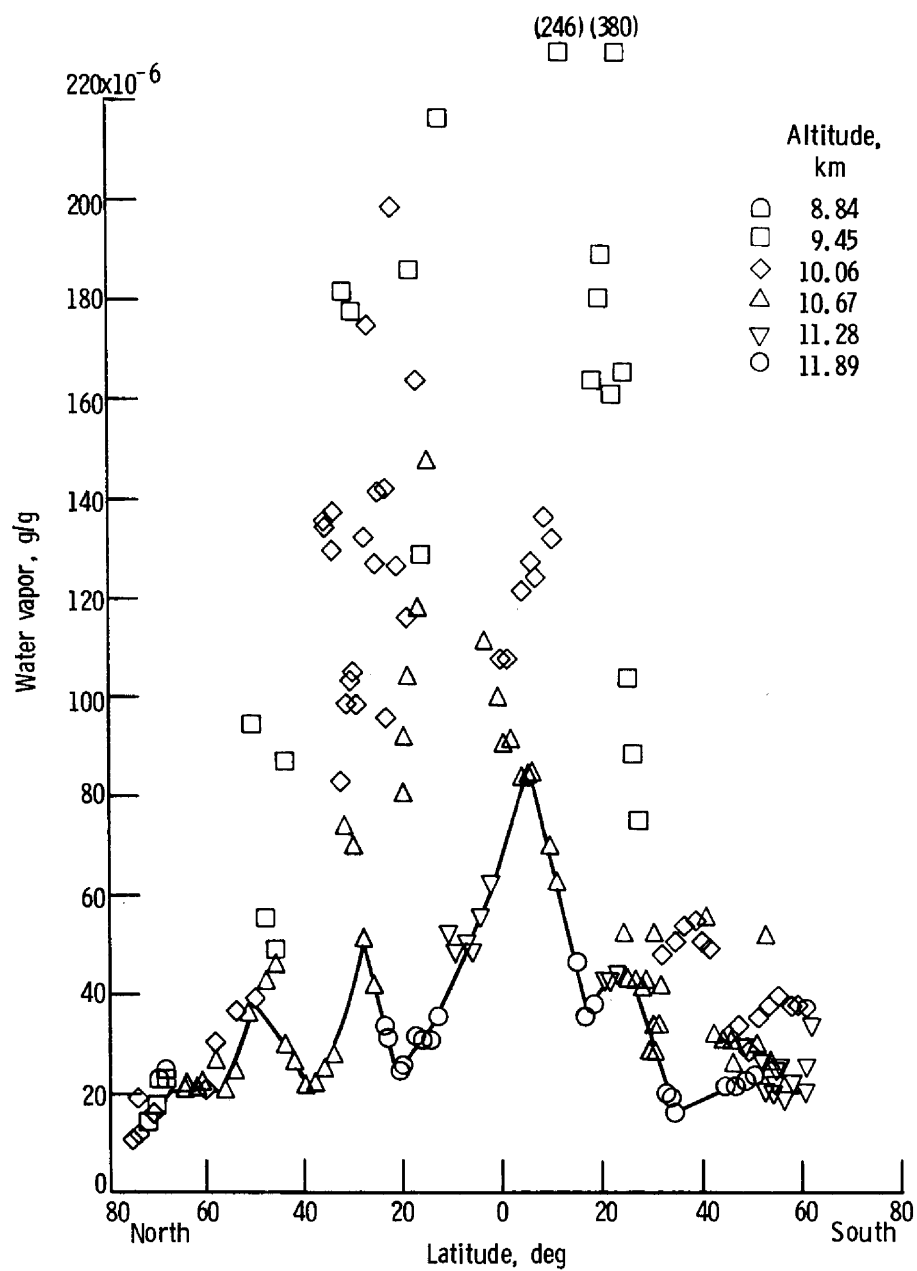 (246) (380)
220x10-6
Altitude,
km
8.84
9.45
10.06
10.67
11.28
11.89
200
180
160
140
120
100
80
60
40
20
0
Water vapor, g/g
80 60 40 20 0 20 40 60 80
North South
Latitude, deg